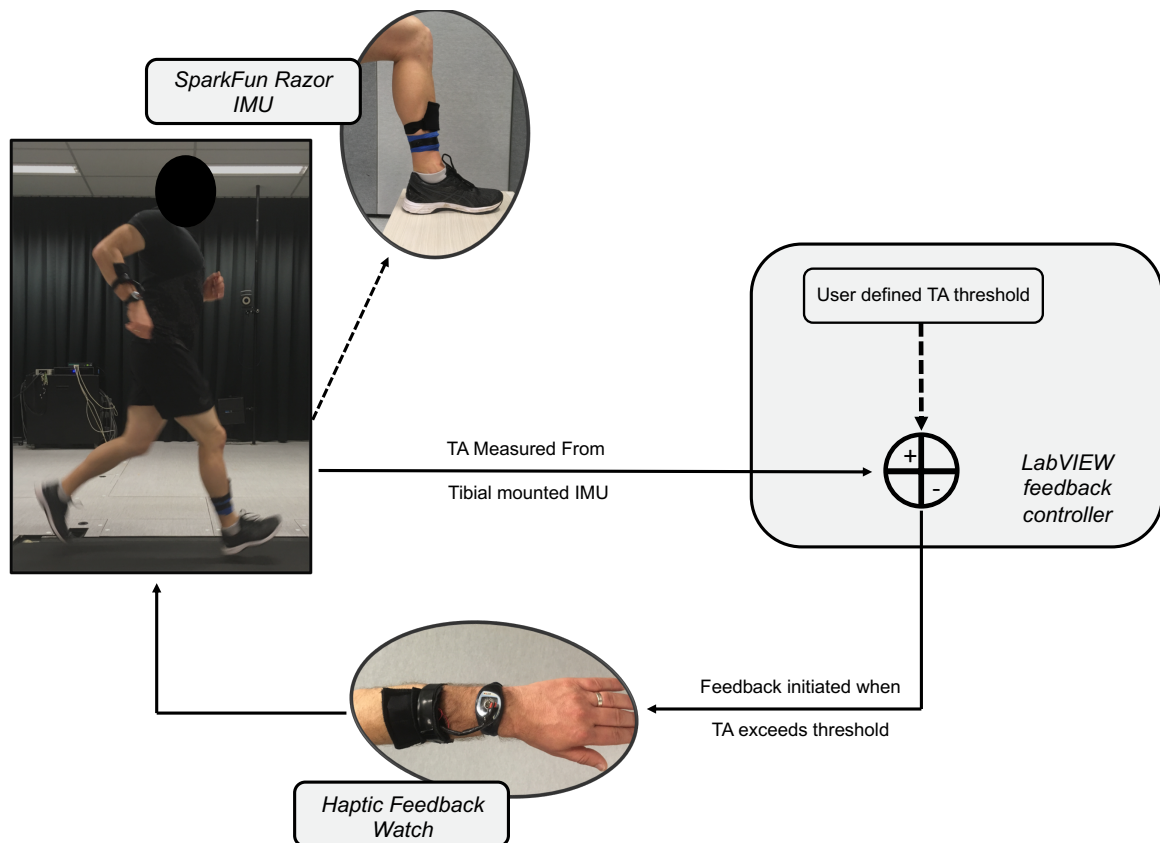 SparkFun Razor
IMU
User defined TA threshold
TA Measured From
Tibial mounted IMU
+
-
LabVIEW
feedback
controller
Feedback initiated when
TA exceeds threshold
Haptic Feedback
Watch